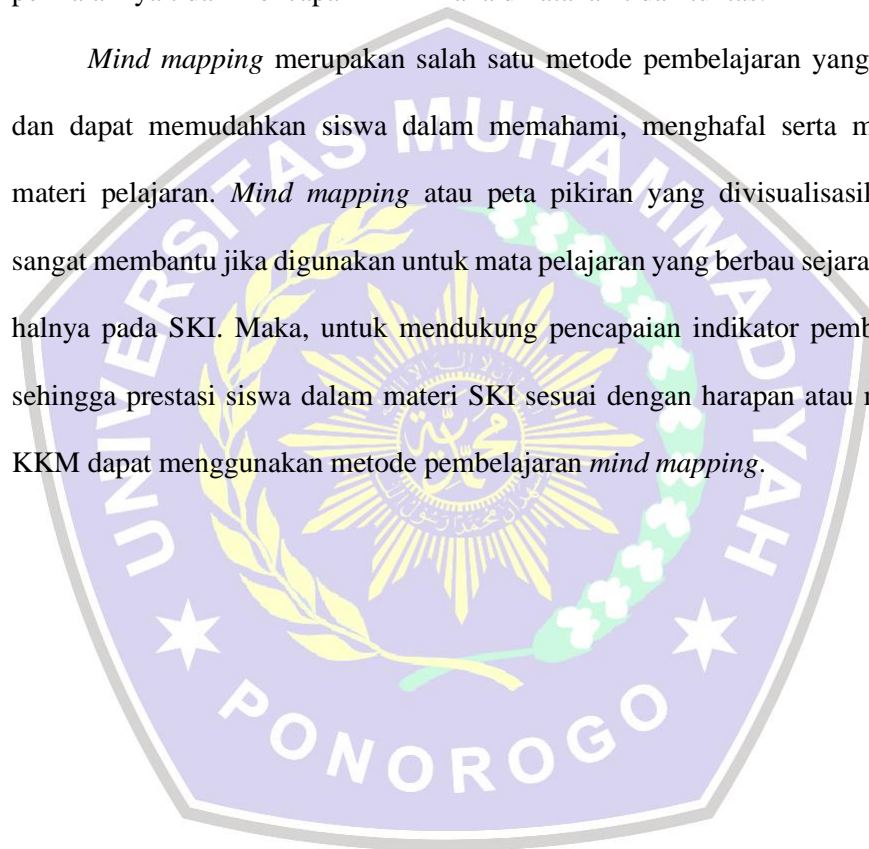 Mind mapping merupakan salah satu metode pembelajaran yang
dan dapat memudahkan siswa dalam memahami, menghafal serta m
materi pelajaran. Mind mapping atau peta pikiran yang divisualisasi
sangat membantu jika digunakan untuk mata pelajaran yang berbau sejara
halnya pada SKI. Maka, untuk mendukung pencapaian indikator pemb
sehingga prestasi siswa dalam materi SKI sesuai dengan harapan atau
KKM dapat menggunakan metode pembelajaran mind mapping.
UNIVERSITAS MUHAMMADIYAH
PONOROGO